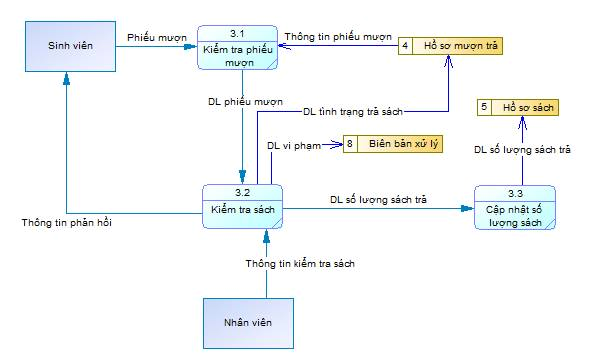 Sinh viên
Phiếu mượn
3.1
Kiểm tra phiếu
mượn
Thông tin phiếu mượn
4 Hồ sơ mượn trả
5 Hồ sơ sách
DL phiếu mượn
DL tình trạng trả sách
DL vi phạm
8 Biên bản xử lý
DL số lượng sách trả
3.2
Kiểm tra sách
DL số lượng sách trả
3.3
Cập nhật số
lượng sách
Thông tin phản hồi
Thông tin kiểm tra sách
Nhân viên